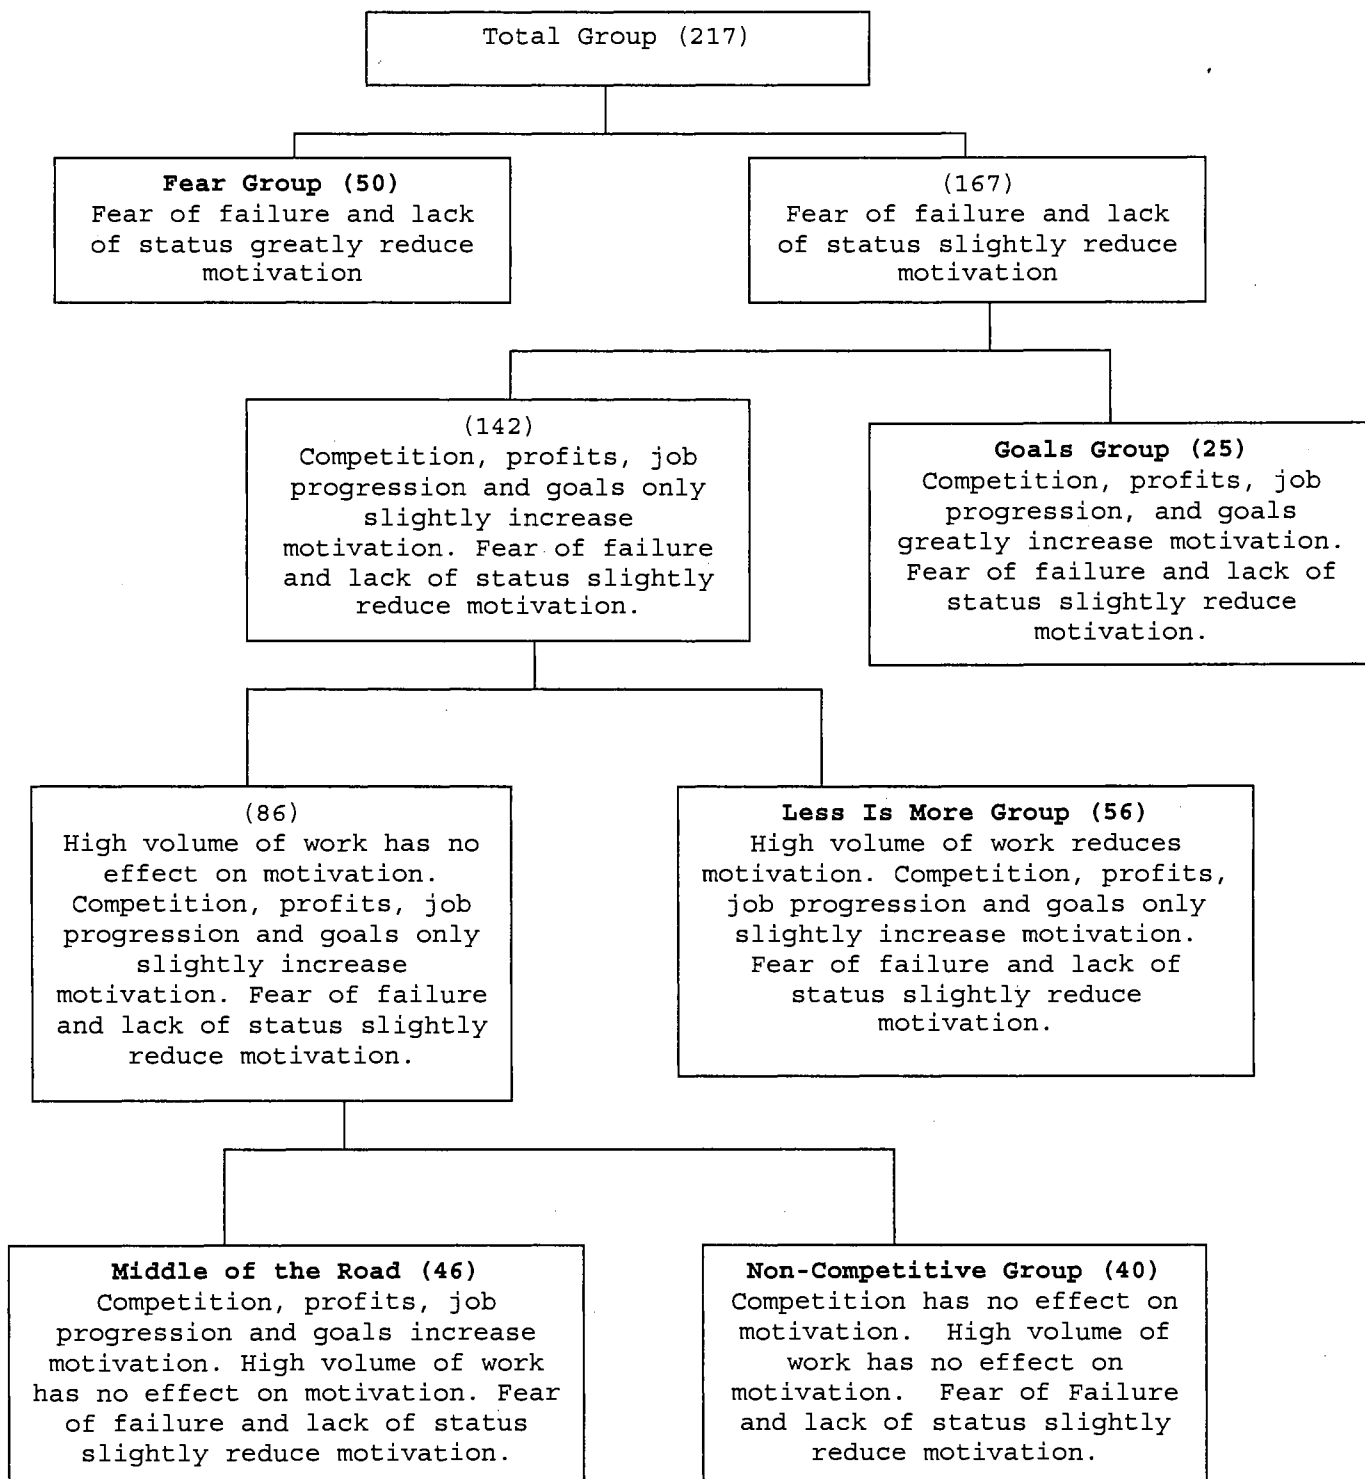 Total Group (217)
Fear Group (50)
Fear of failure and lack
of status greatly reduce
motivation
(167)
Fear of failure and lack
of status slightly reduce
motivation
(142)
Competition, profits, job
progression and goals only
slightly increase
motivation. Fear of failure
and lack of status slightly
reduce motivation.
Goals Group (25)
Competition, profits, job
progression, and goals
greatly increase motivation.
Fear of failure and lack of
status slightly reduce
motivation.
(86)
High volume of work has no
effect on motivation.
Competition, profits, job
progression and goals only
slightly increase
motivation. Fear of failure
and lack of status slightly
reduce motivation.
Less Is More Group (56)
High volume of work reduces
motivation. Competition, profits,
job progression and goals only
slightly increase motivation.
Fear of failure and lack of
status slightly reduce
motivation.
Middle of the Road (46)
Competition, profits, job
progression and goals increase
motivation. High volume of work
has no effect on motivation. Fear
of failure and lack of status
slightly reduce motivation.
Non-Competitive Group (40)
Competition has no effect on
motivation.  High volume of
work has no effect on
motivation.  Fear of Failure
and lack of status slightly
reduce motivation.